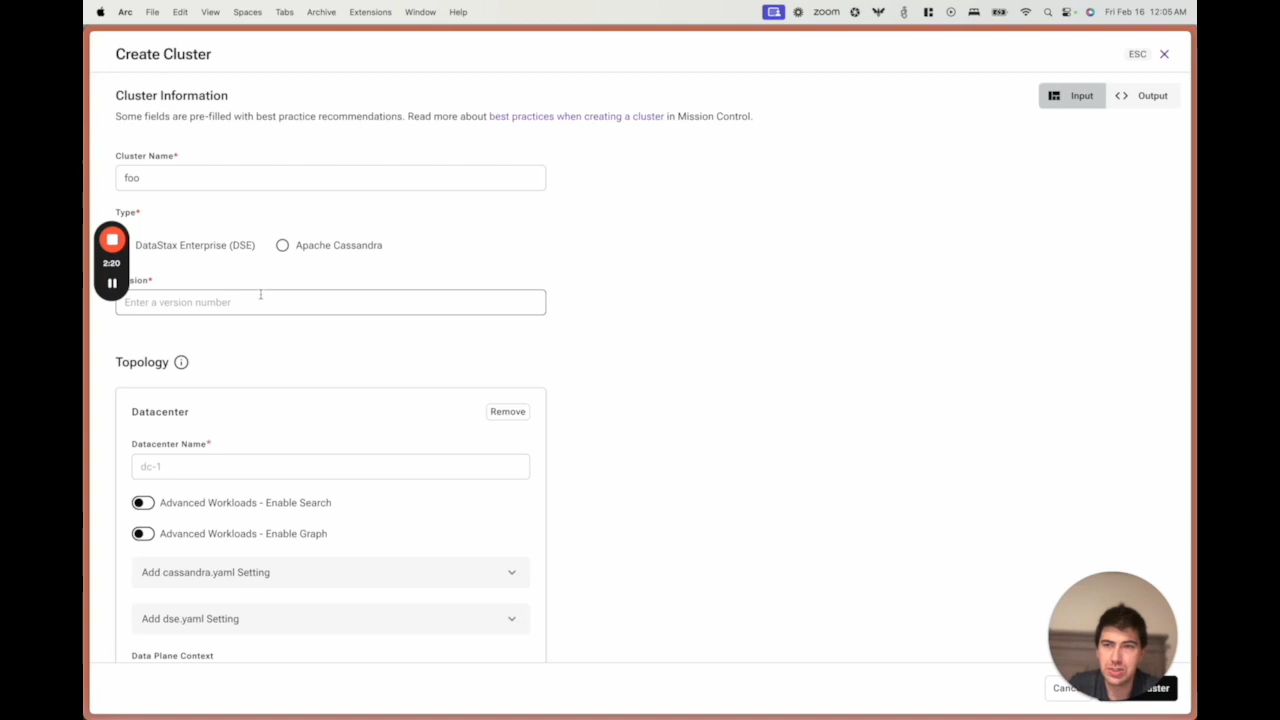 Arc File Edit View Spaces Tabs Archive Extensions Window Help zoom Fri Feb 16 12:05 AM
Create Cluster ESC
Cluster Information Input Output
Some fields are pre-filled with best practice recommendations. Read more about best practices when creating a cluster in Mission Control.
Cluster Name*
foo
Type*
DataStax Enterprise (DSE) Apache Cassandra
2:20
sion*
Enter a version number
Topology
Datacenter Remove
Datacenter Name*
dc-1
Advanced Workloads - Enable Search
Advanced Workloads - Enable Graph
Add cassandra.yaml Setting
Add dse.yaml Setting
Data Plane Context